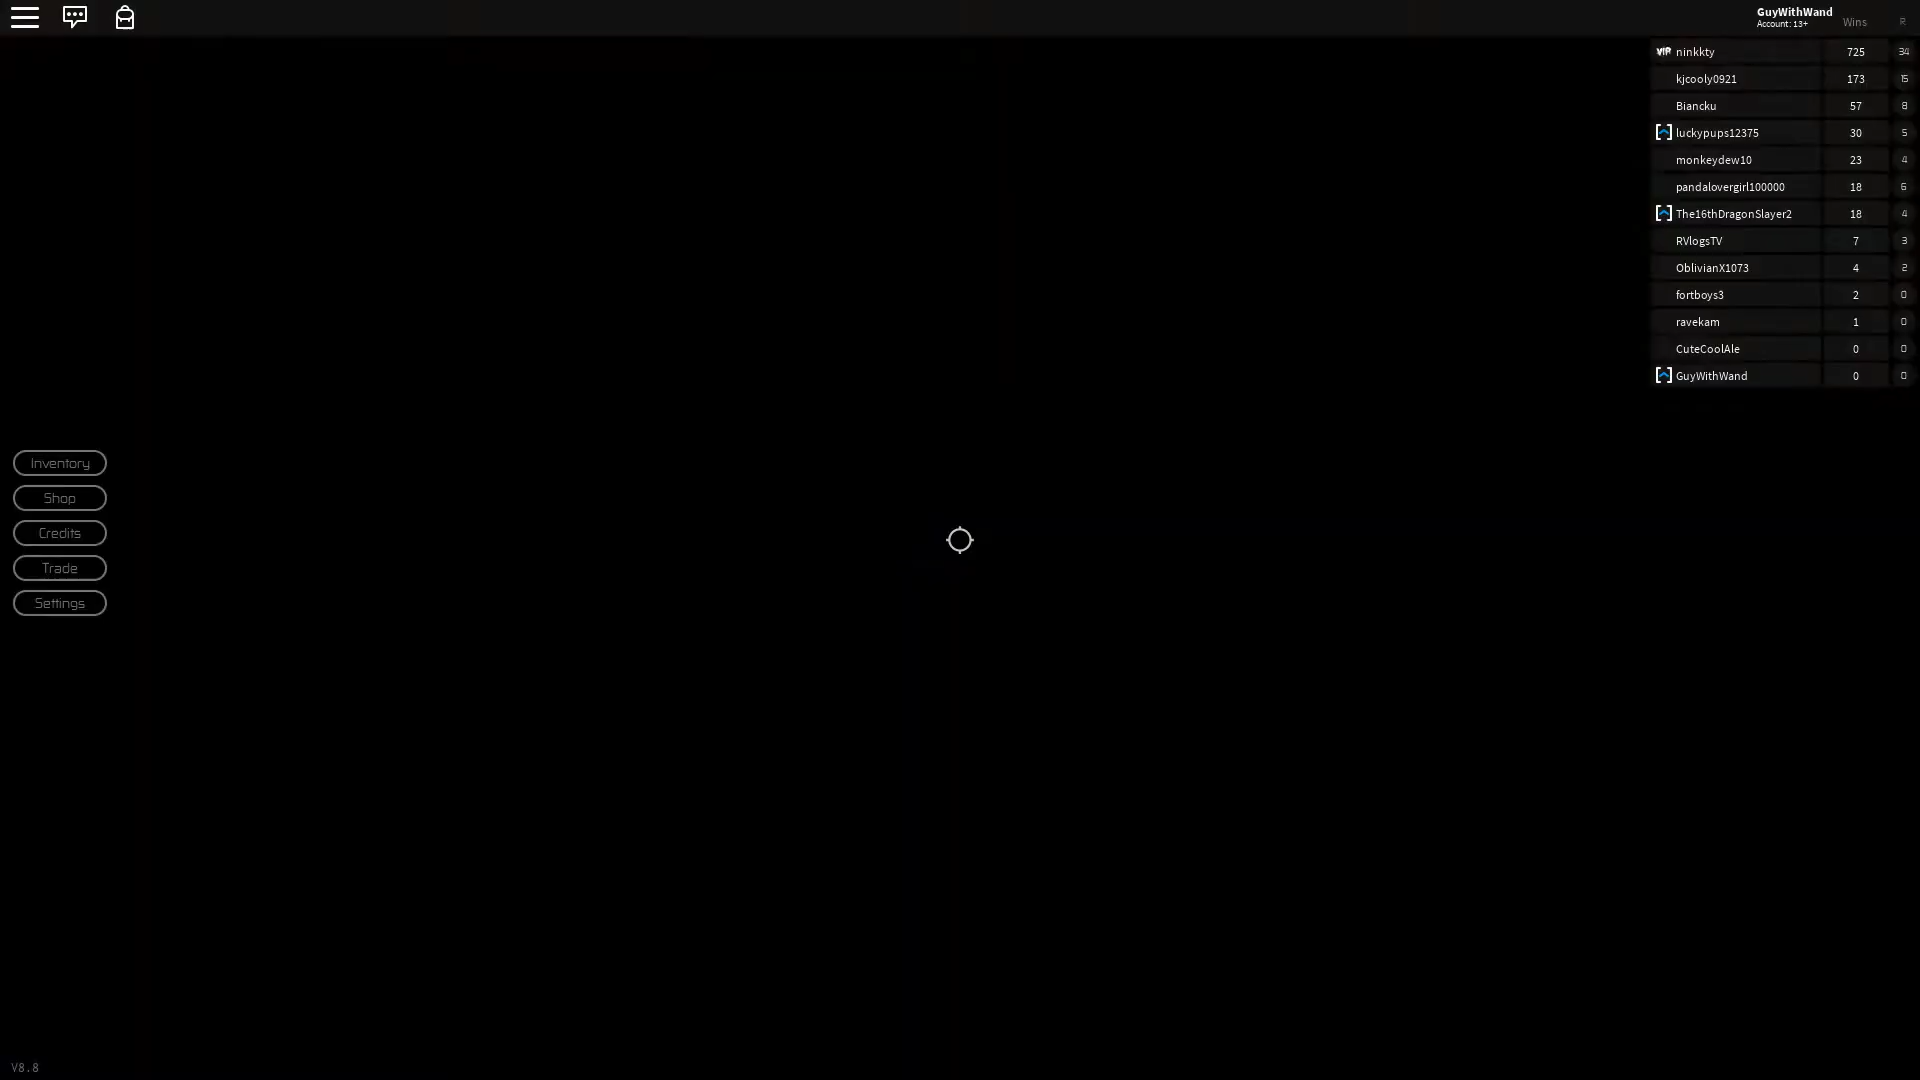 GuyWithWand
Account: 13+
Wins R
VIP ninkkty 725 34
kjcooly0921 173 15
Biancku 57 8
luckypups12375 30 5
monkeydew10 23 4
pandalovergirl100000 18 6
The16thDragonSlayer2 18 4
RVlogsTV 7 3
OblivianX1073 4 2
fortboys3 2 0
ravekam 1 0
CuteCoolAle 0 0
GuyWithWand 0 0
Inventory
Shop
Credits
Trade
Settings
V8.8